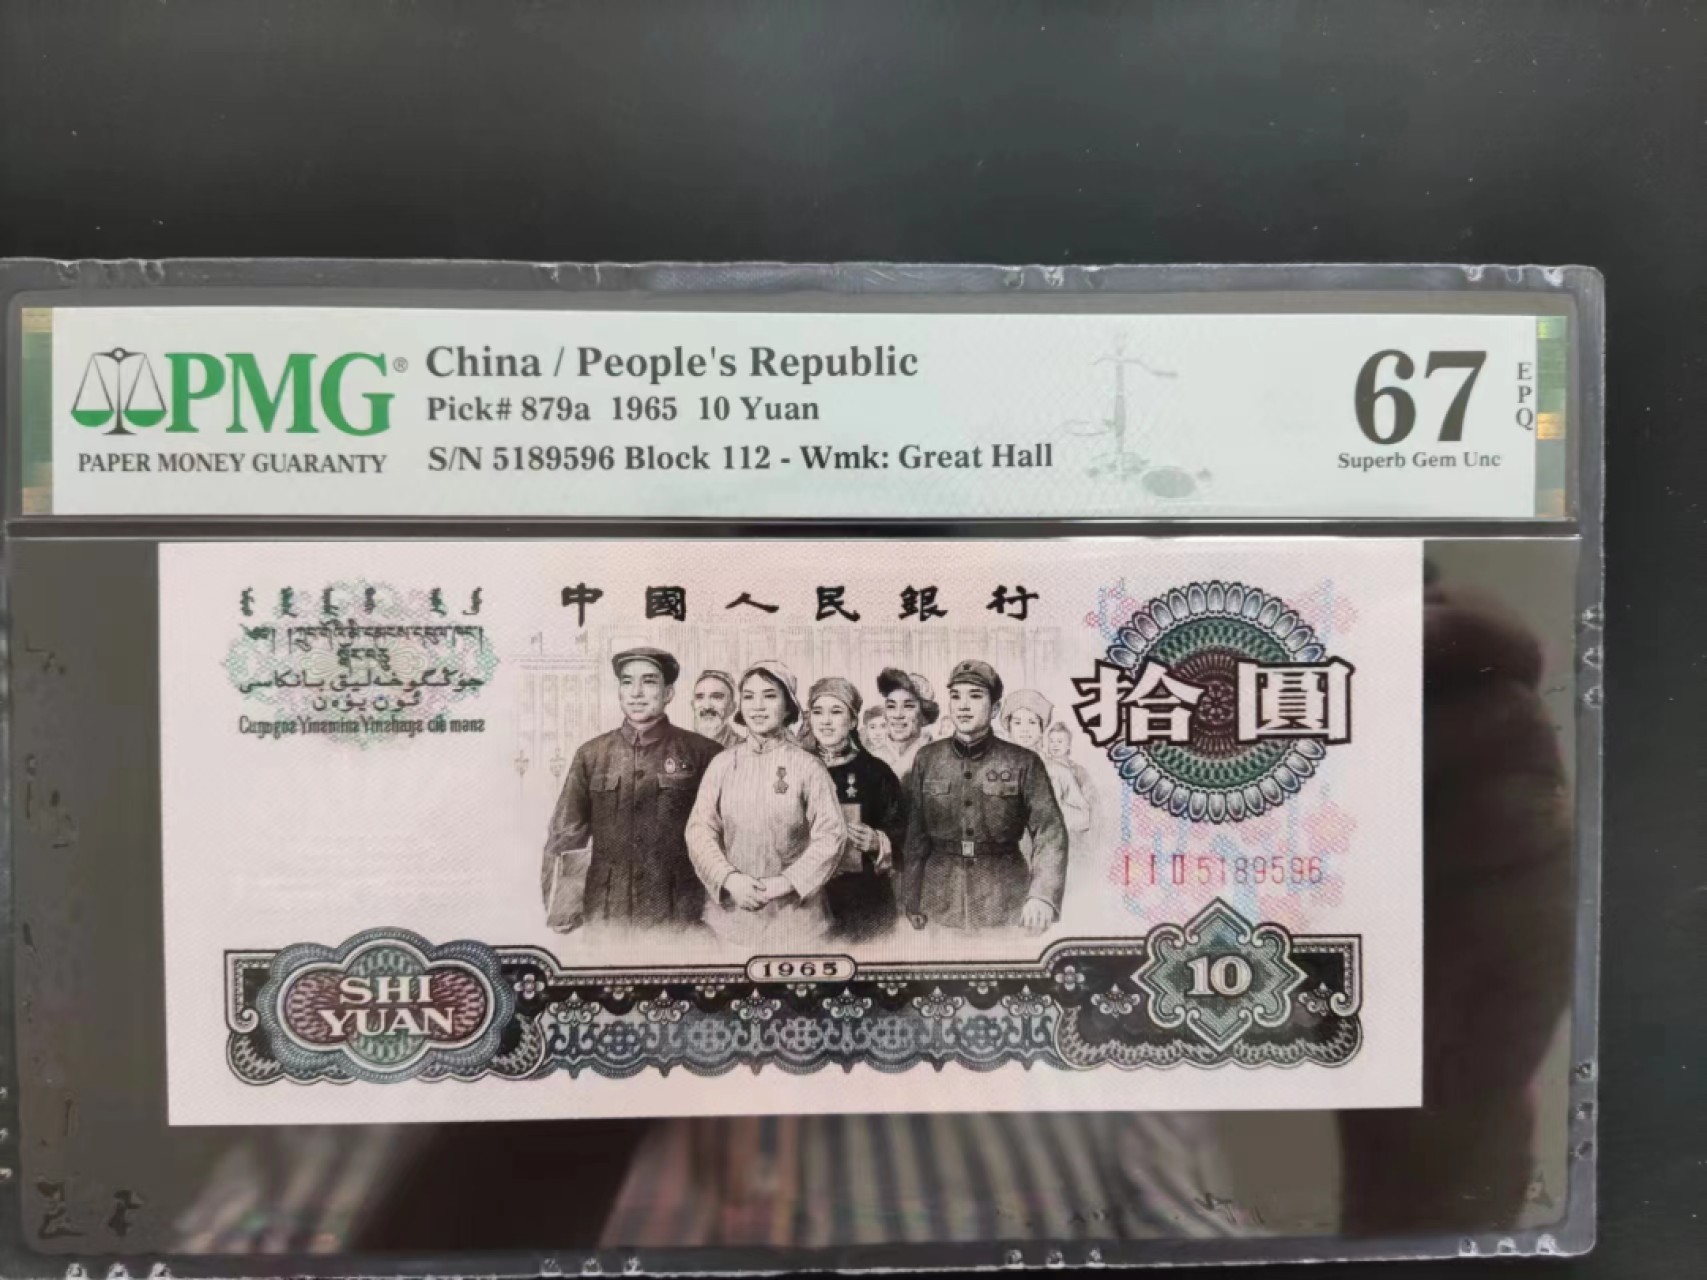 PMG® China / People's Republic 67 EPQ
Pick# 879a 1965 10 Yuan
PAPER MONEY GUARANTY S/N 5189596 Block 112 - Wmk: Great Hall Superb Gem Unc
中國人民銀行
拾圓
5189596
1965
SHI YUAN
10